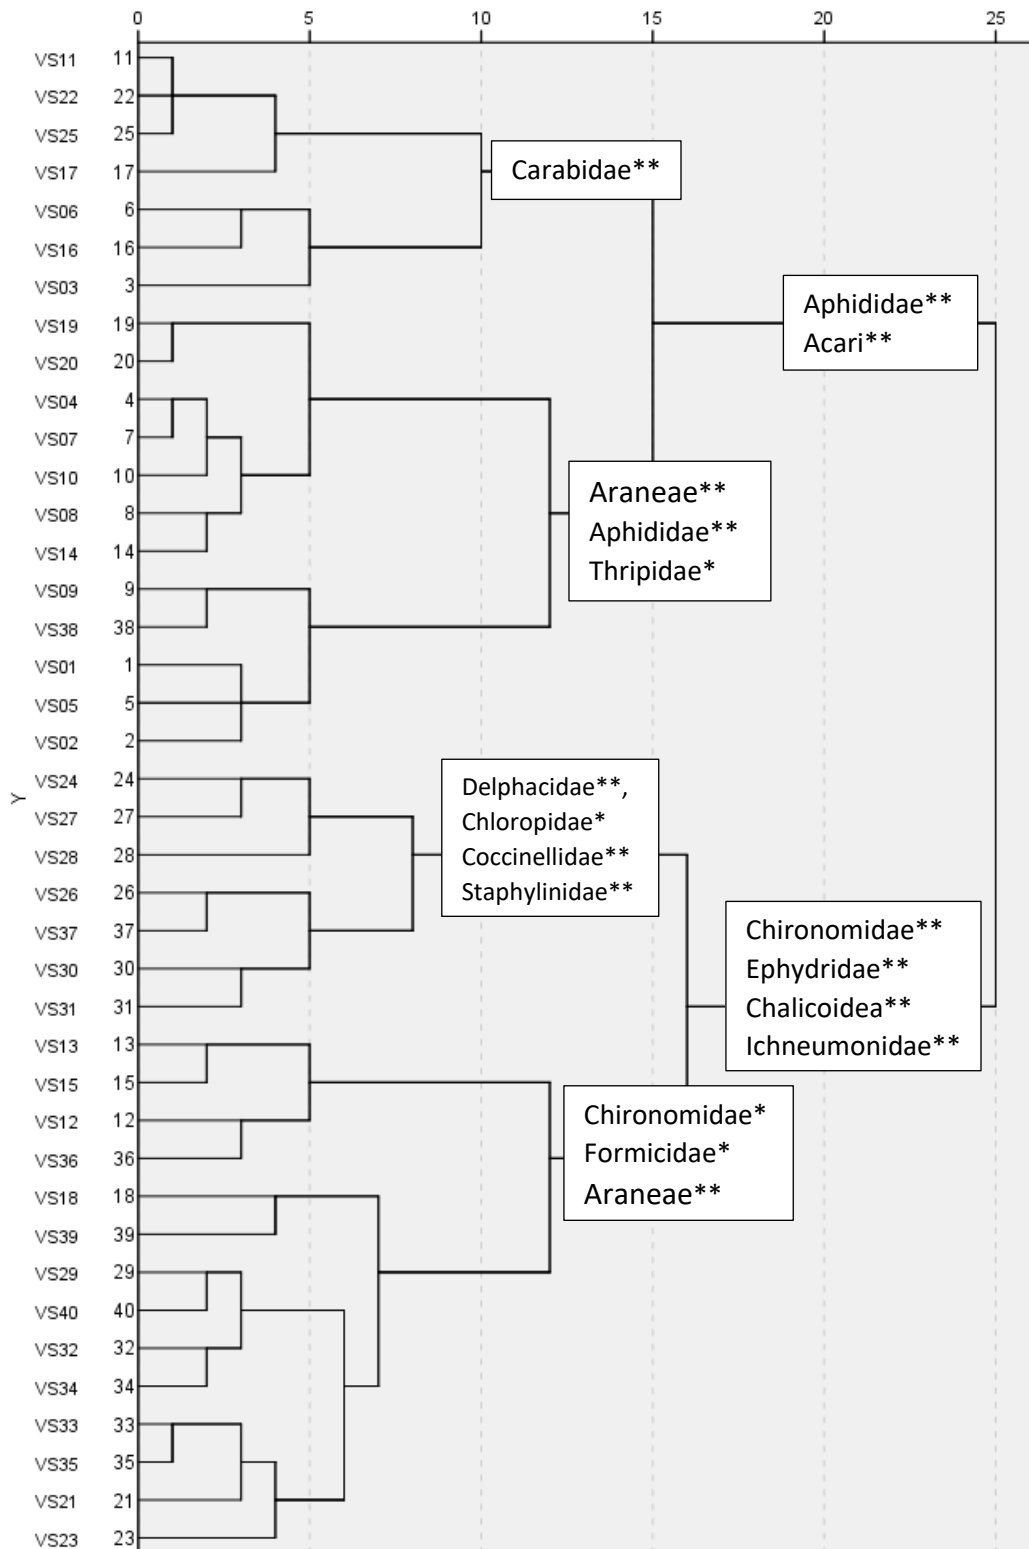 0 5 10 15 20 25
VS11 11
VS22 22
VS25 25
VS17 17
Carabidae**
VS06 6
VS16 16
VS03 3
Aphididae**
Acari**
VS19 19
VS20 20
VS04 4
VS07 7
VS10 10
Araneae**
Aphididae**
Thripidae*
VS08 8
VS14 14
VS09 9
VS38 38
VS01 1
VS05 5
VS02 2
Y
VS24 24
VS27 27
VS28 28
Delphacidae**,
Chloropidae*
Coccinellidae**
Staphylinidae**
VS26 26
VS37 37
VS30 30
VS31 31
Chironomidae**
Ephydridae**
Chalicoidea**
Ichneumonidae**
VS13 13
VS15 15
VS12 12
VS36 36
Chironomidae*
Formicidae*
Araneae**
VS18 18
VS39 39
VS29 29
VS40 40
VS32 32
VS34 34
VS33 33
VS35 35
VS21 21
VS23 23